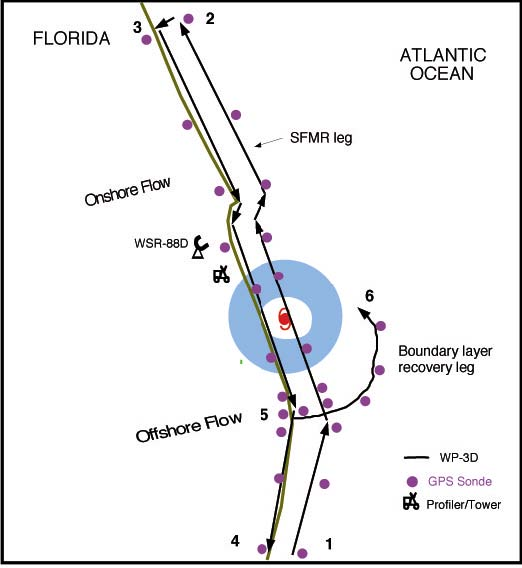 3
2
FLORIDA
ATLANTIC
OCEAN
SFMR leg
Onshore Flow
WSR-88D
6
Boundary layer
recovery leg
5
Offshore Flow
WP-3D
GPS Sonde
Profiler/Tower
4
1